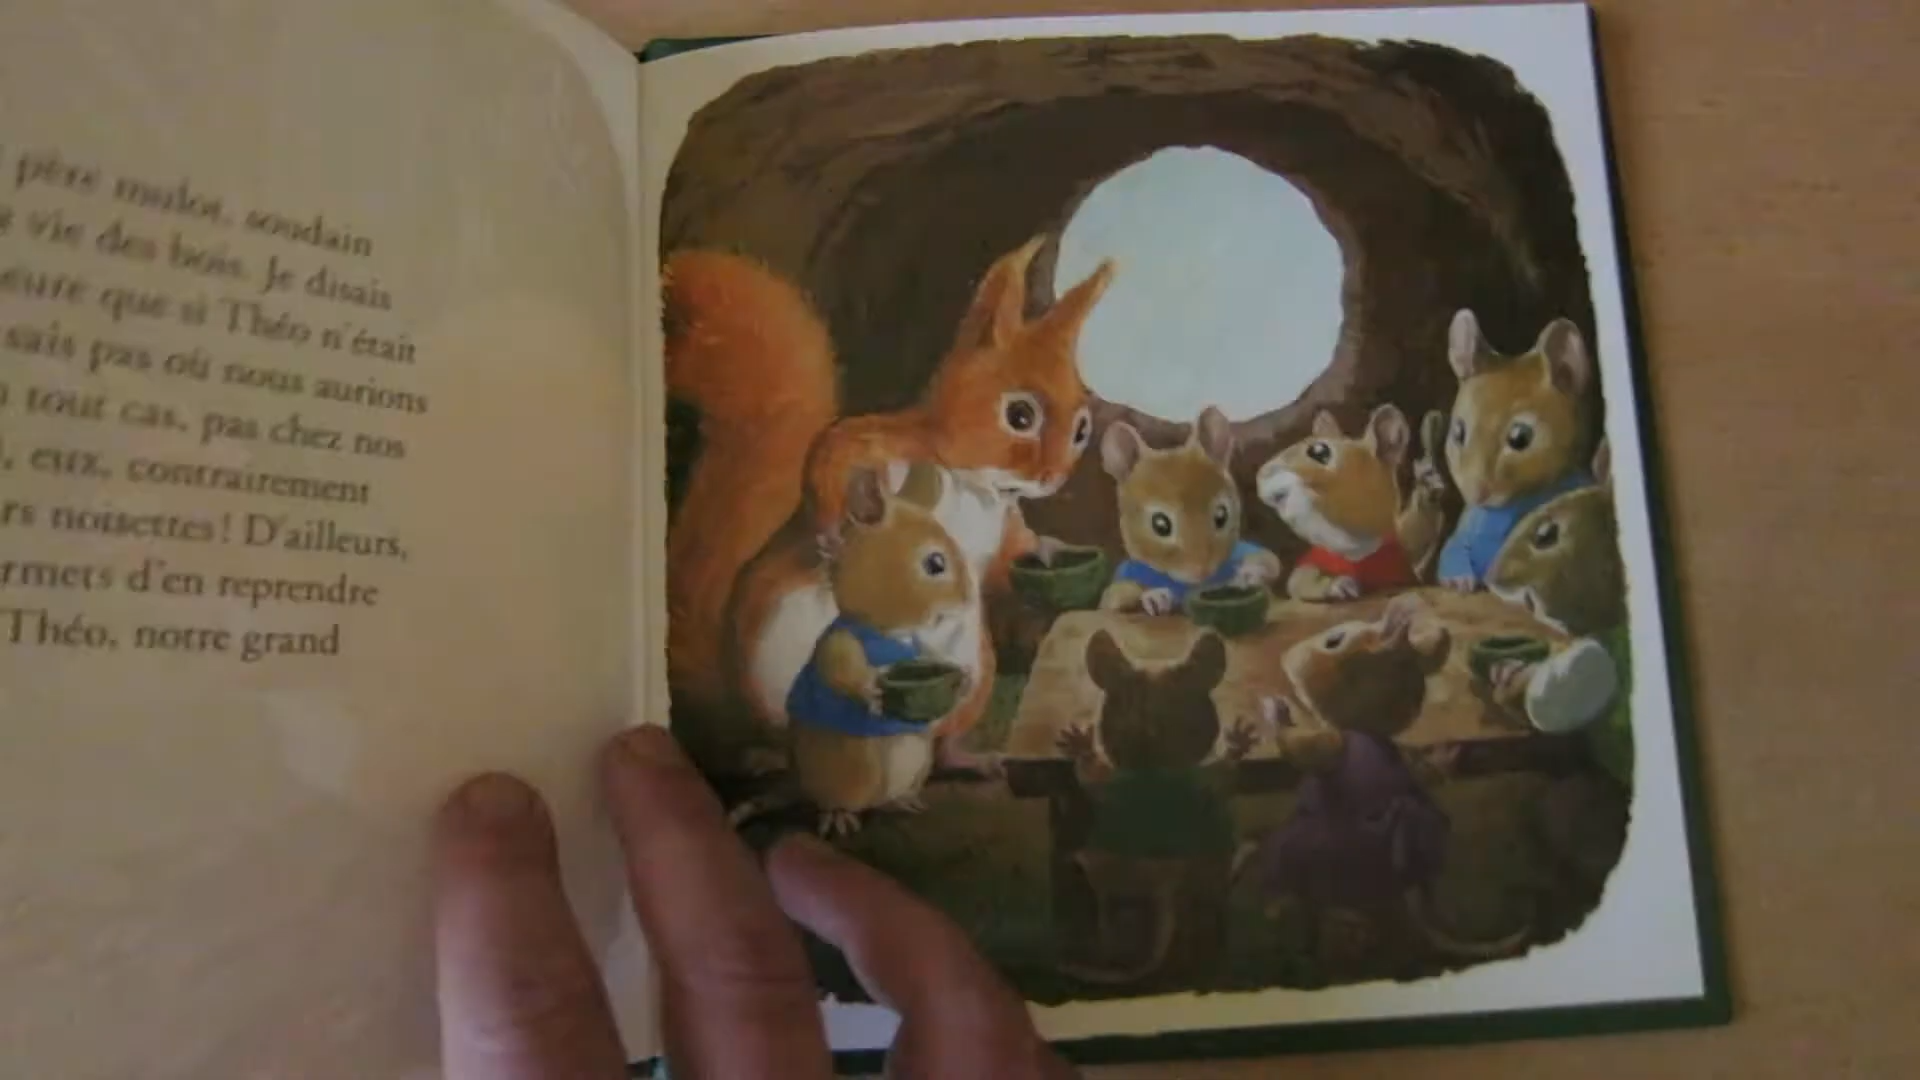 père mulot, soudain
vie des bois. Je disais
eure que si Théo n'était
sais pas où nous aurions
tout cas, pas chez nos
, eux, contrairement
rs noisettes! D'ailleurs,
rmets d'en reprendre
Théo, notre grand